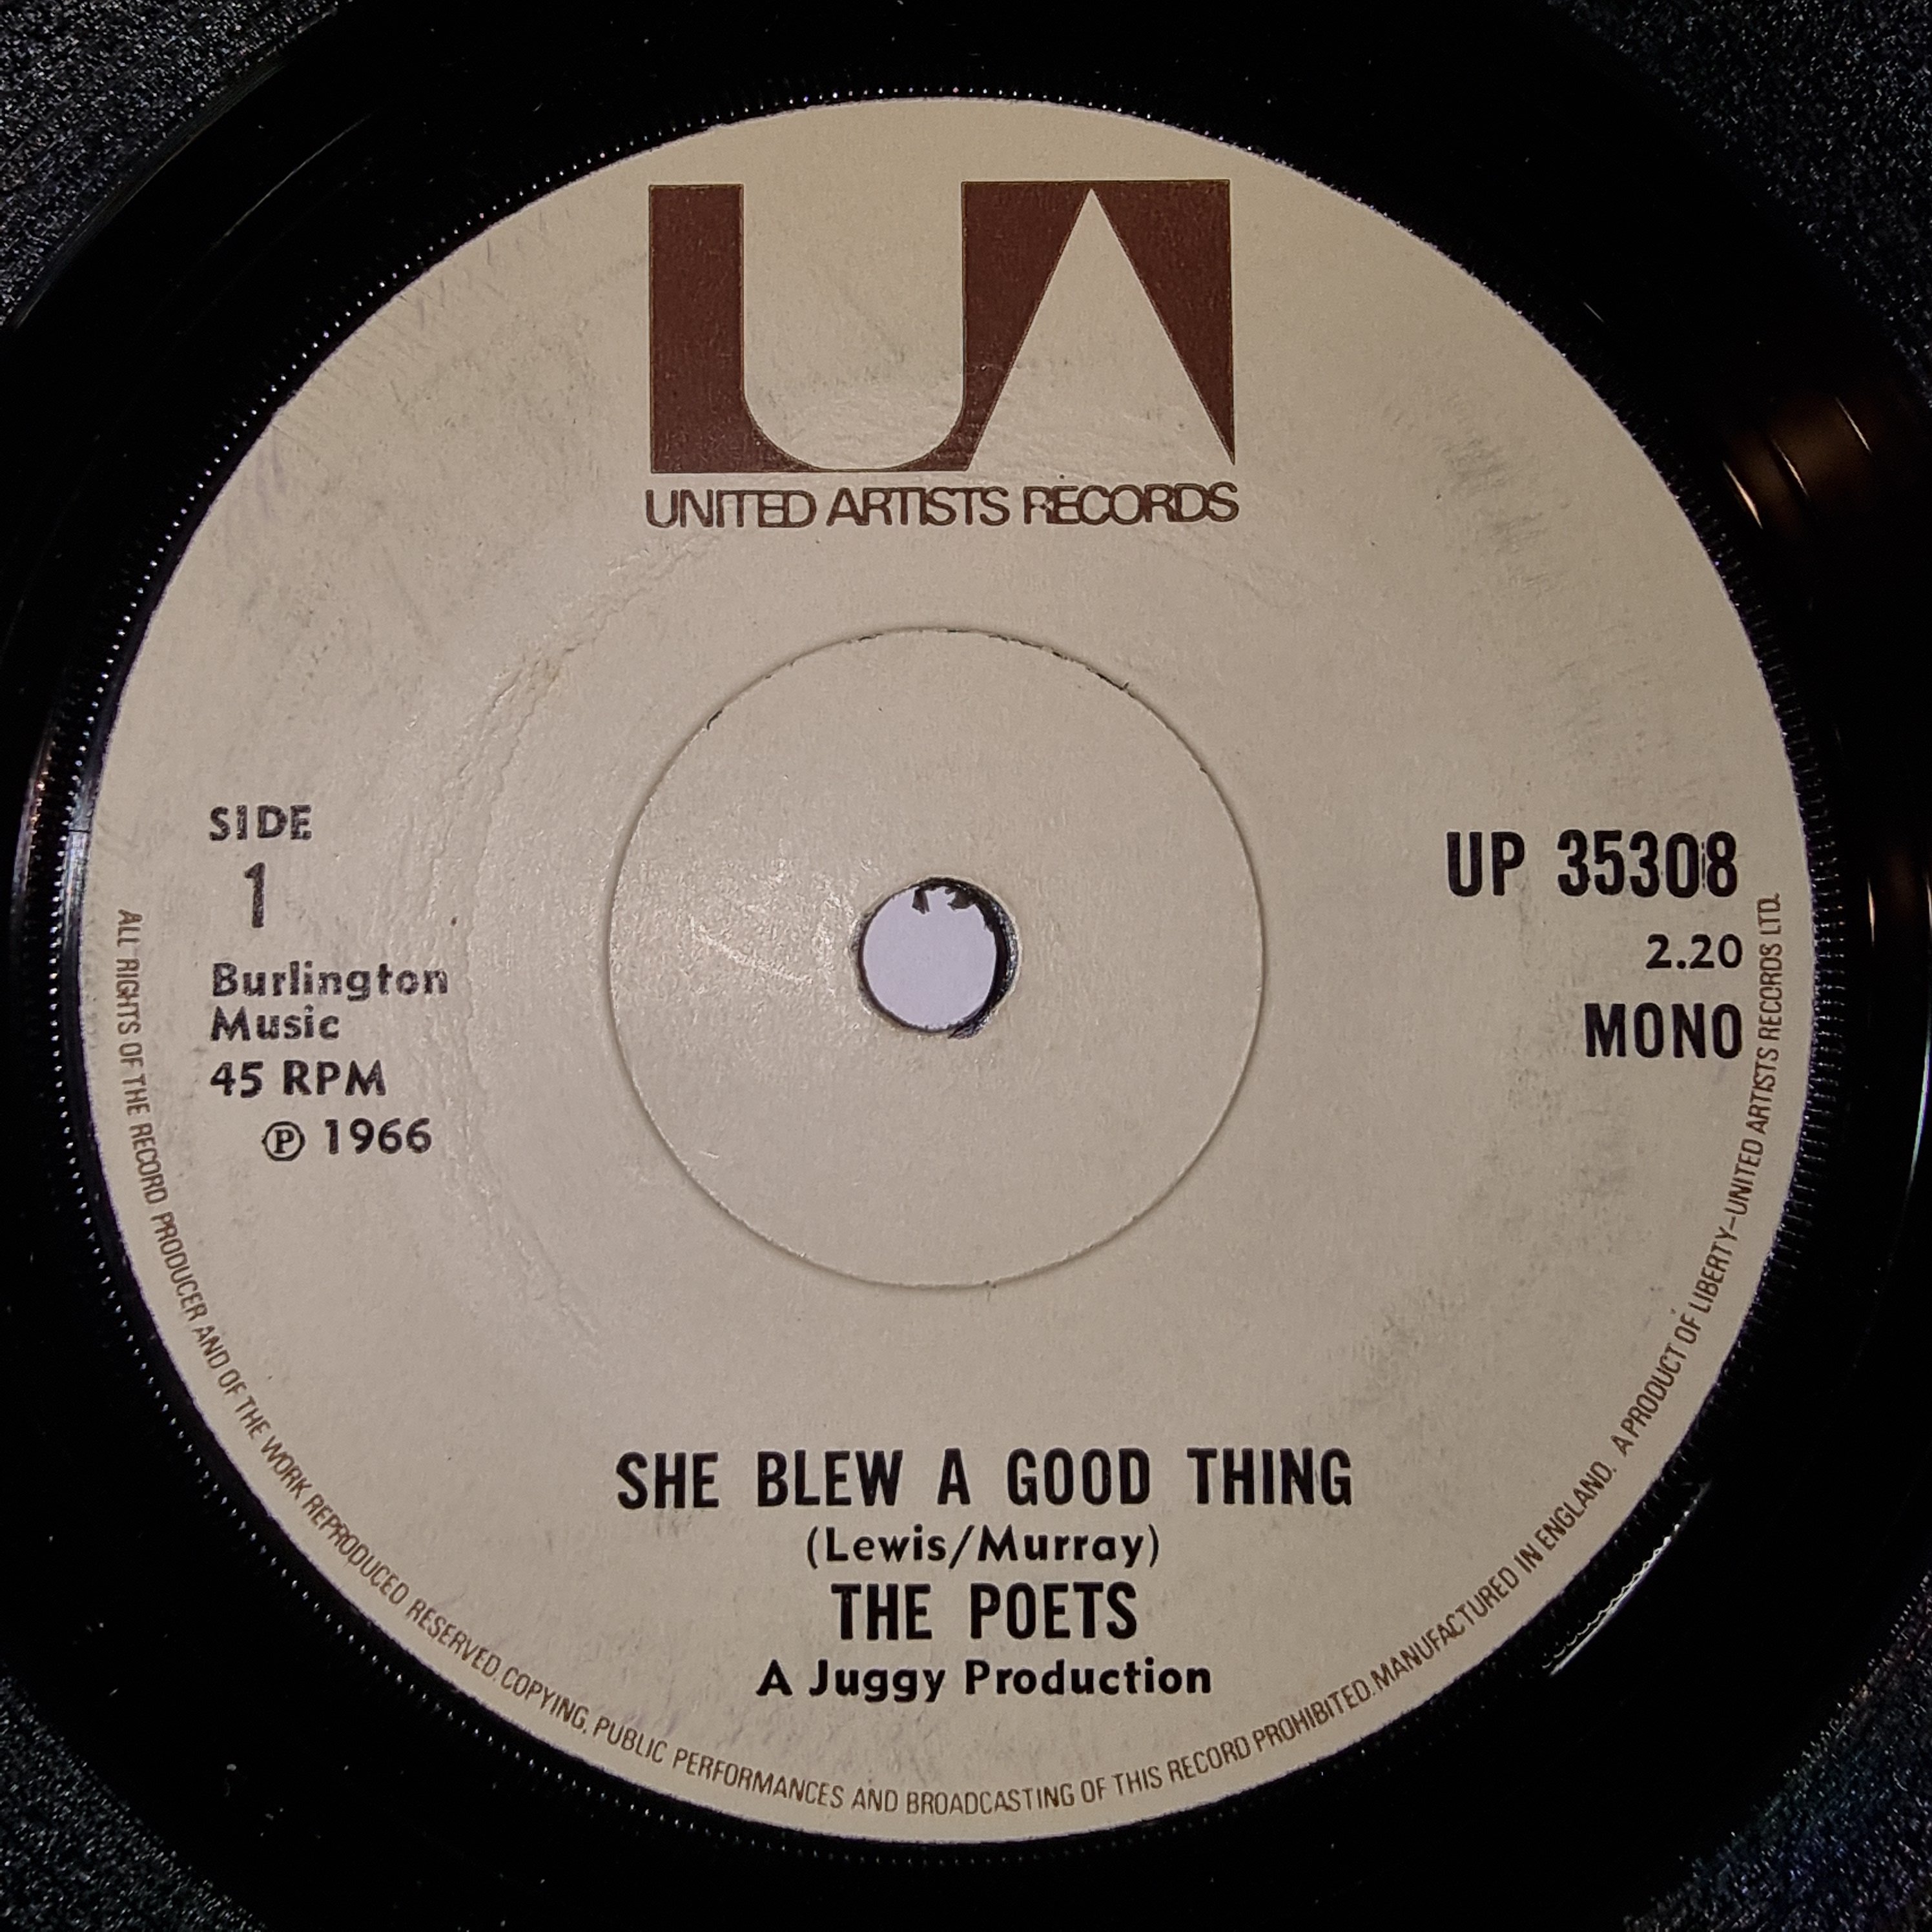 UA
UNITED ARTISTS RECORDS
SIDE
1
Burlington
Music
45 RPM
Ⓟ 1966
UP 35308
2.20
MONO
SHE BLEW A GOOD THING
(Lewis/Murray)
THE POETS
A Juggy Production
ALL RIGHTS OF THE RECORD PRODUCER AND OF THE WORK REPRODUCED RESERVED. COPYING, PUBLIC PERFORMANCES AND BROADCASTING OF THIS RECORD PROHIBITED. MANUFACTURED IN ENGLAND. A PRODUCT OF LIBERTY-UNITED ARTISTS RECORDS LTD.